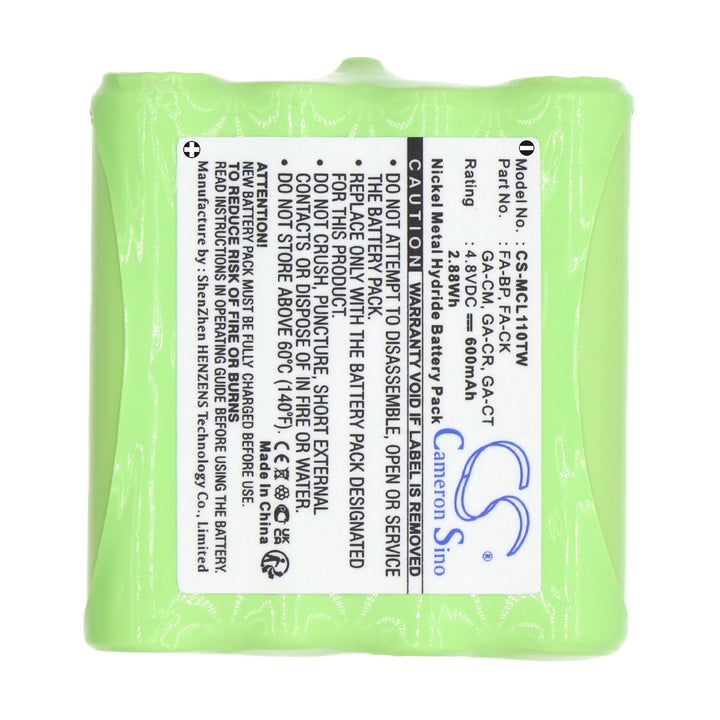 Model No. : CS-MCL110TW
Part No. : FA-BP, FA-CK
GA-CM, GA-CR, GA-CT
Rating : 4.8VDC 600mAh
2.88Wh
Nickel Metal Hydride Battery Pack
CS®
Cameron Sino
CAUTION WARRANTY VOID IF LABEL IS REMOVED
• DO NOT ATTEMPT TO DISASSEMBLE, OPEN OR SERVICE
THE BATTERY PACK.
• REPLACE ONLY WITH THE BATTERY PACK DESIGNATED
FOR THIS PRODUCT.
• DO NOT CRUSH, PUNCTURE, SHORT EXTERNAL
CONTACTS OR DISPOSE OF IN FIRE OR WATER.
• DO NOT STORE ABOVE 60°C (140°F).
CE
Made In China
ATTENTION!
NEW BATTERY PACK MUST BE CHARGED BEFORE USE.
TO REDUCE RISK OF FIRE OR BURNS
READ INSTRUCTIONS IN OPERATING GUIDE BEFORE USING THE BATTERY.
Manufacture by : ShenZhen HENZENS Technology Co., Limited